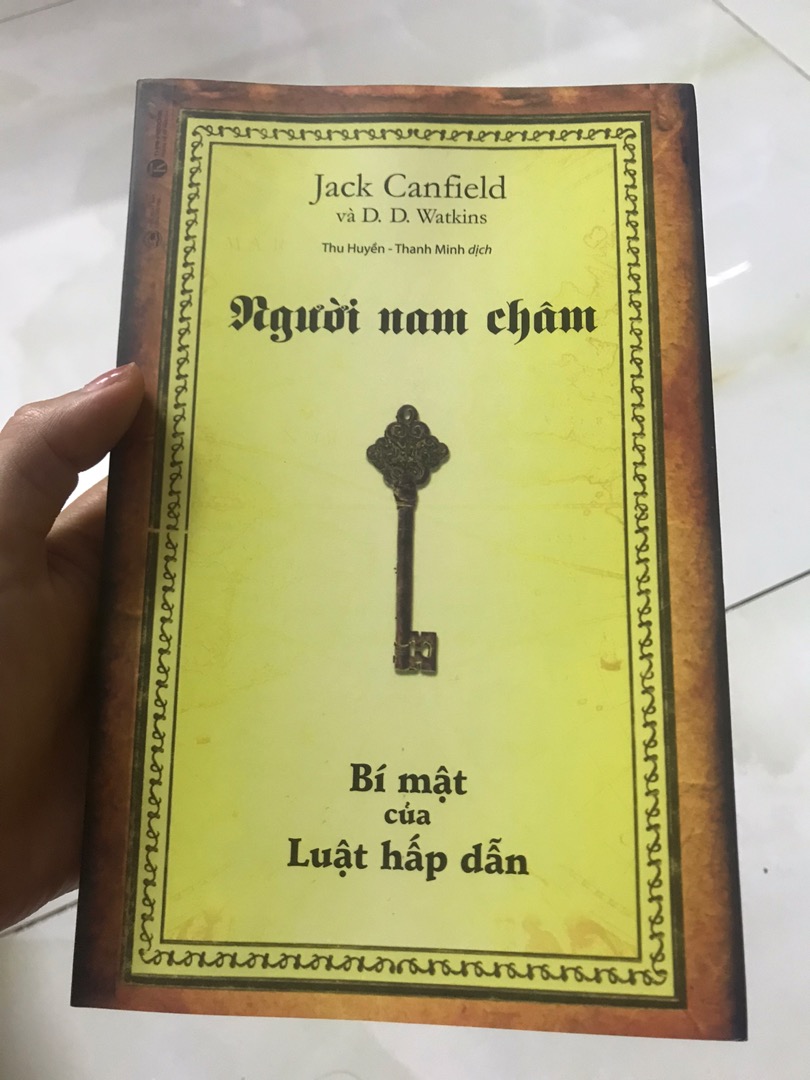 Jack Canfield
và D. D. Watkins
Thu Huyền - Thanh Minh dịch
Người nam châm
Bí mật
của
Luật hấp dẫn